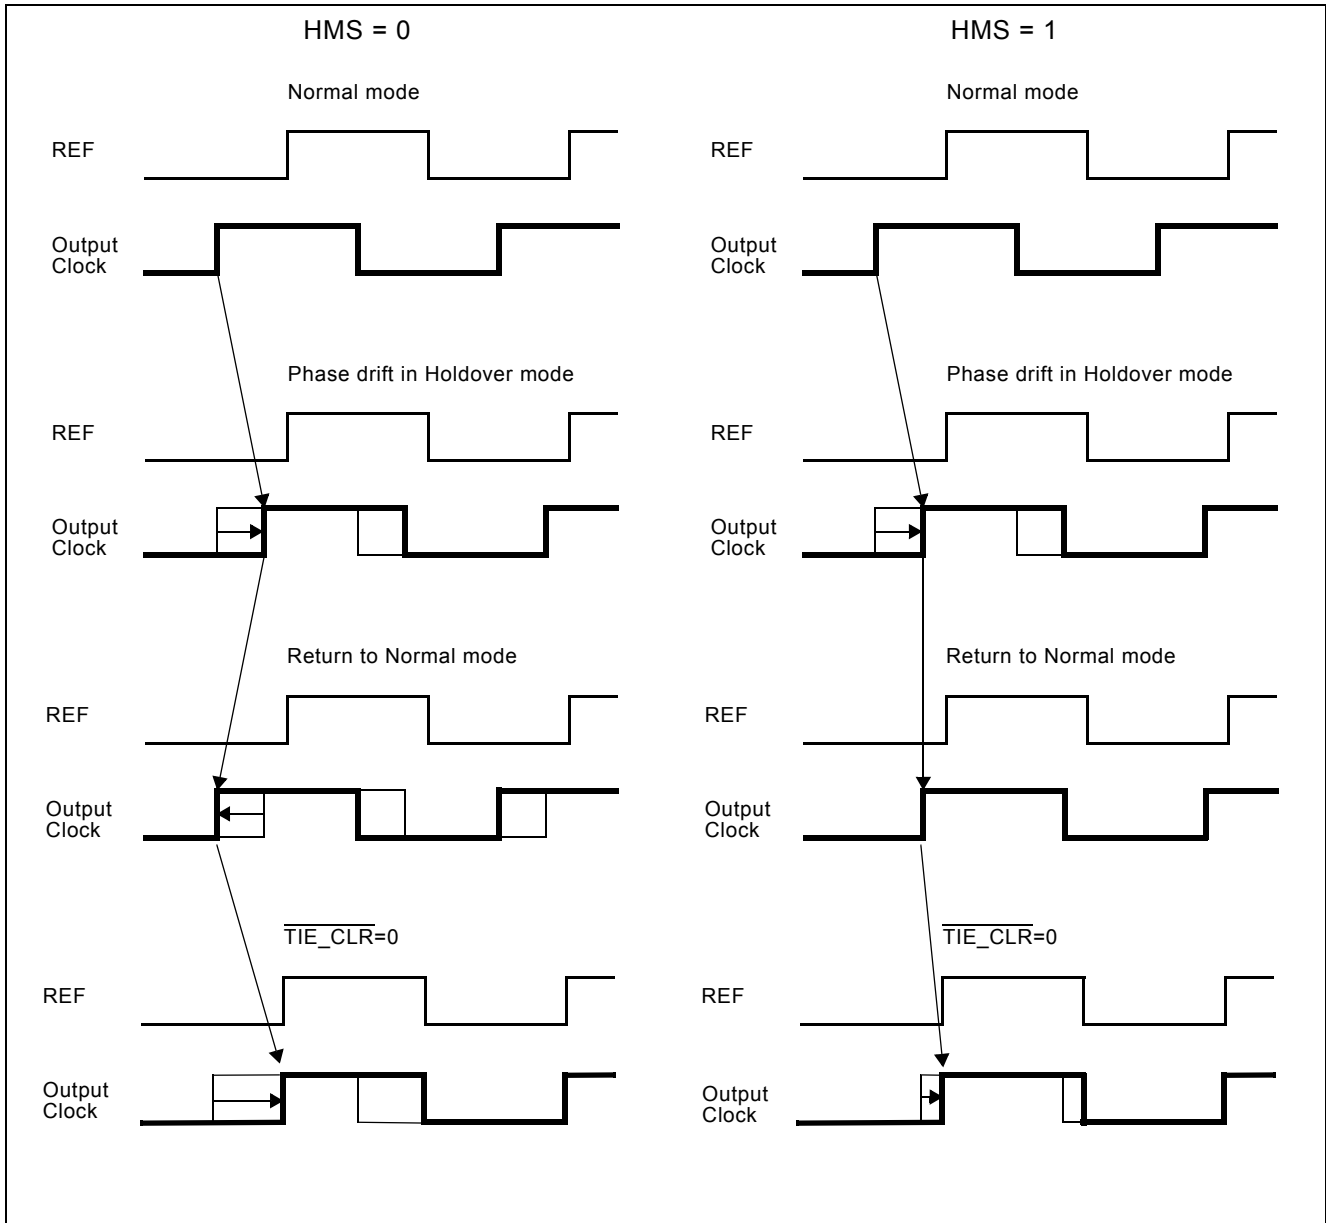 HMS = 0
Normal mode
REF
Output
Clock
Phase drift in Holdover mode
REF
Output
Clock
Return to Normal mode
REF
Output
Clock
TIE_CLR=0
REF
Output
Clock
HMS = 1
Normal mode
REF
Output
Clock
Phase drift in Holdover mode
REF
Output
Clock
Return to Normal mode
REF
Output
Clock
TIE_CLR=0
REF
Output
Clock